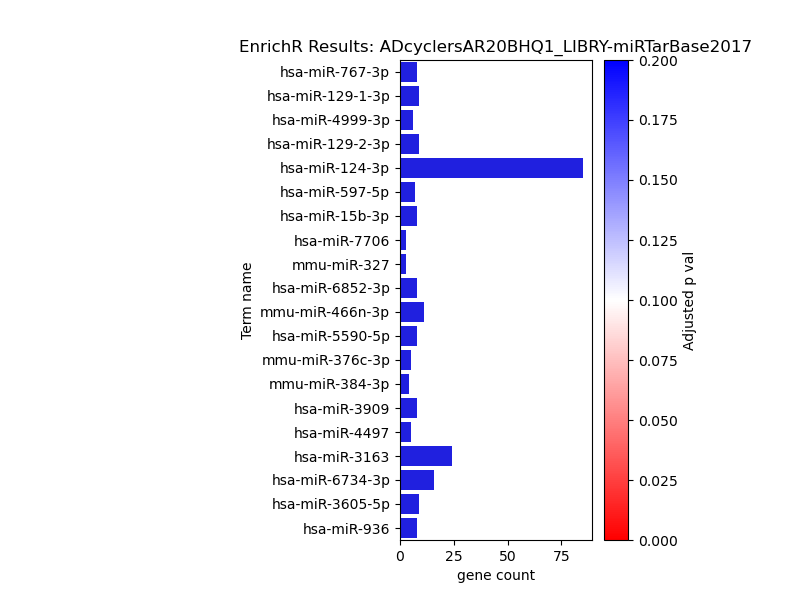 EnrichR Results: ADcyclersAR20BHQ1_LIBRY-miRTarBase2017
hsa-miR-767-3p
hsa-miR-129-1-3p
hsa-miR-4999-3p
hsa-miR-129-2-3p
hsa-miR-124-3p
hsa-miR-597-5p
hsa-miR-15b-3p
hsa-miR-7706
mmu-miR-327
hsa-miR-6852-3p
mmu-miR-466n-3p
hsa-miR-5590-5p
mmu-miR-376c-3p
mmu-miR-384-3p
hsa-miR-3909
hsa-miR-4497
hsa-miR-3163
hsa-miR-6734-3p
hsa-miR-3605-5p
hsa-miR-936
Term name
0
25
50
75
gene count
0.200
0.175
0.150
0.125
0.100
0.075
0.050
0.025
0.000
Adjusted p val